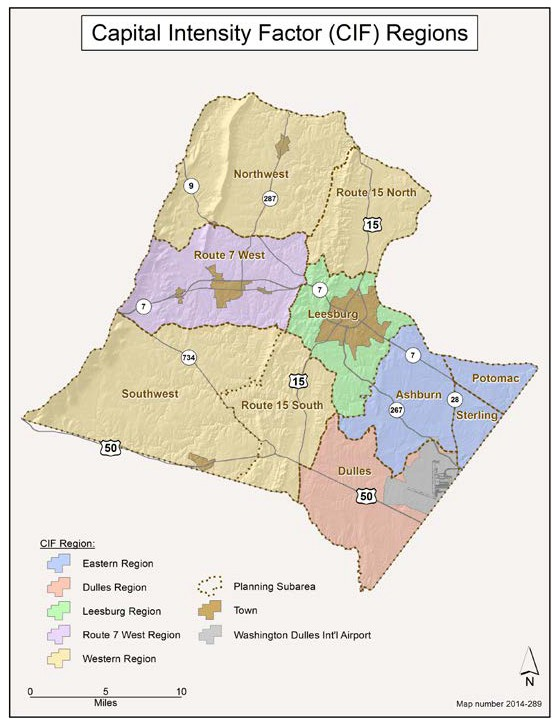 Capital Intensity Factor (CIF) Regions
Northwest
Route 15 North
9
287
15
Route 7 West
7
7
Leesburg
734
7
Potomac
15
Ashburn
28
Southwest
Route 15 South
267
Sterling
50
Dulles
50
CIF Region:
Eastern Region
Dulles Region
Leesburg Region
Route 7 West Region
Western Region
Planning Subarea
Town
Washington Dulles Int'l Airport
0 5 10
Miles
N
Map number 2014-289